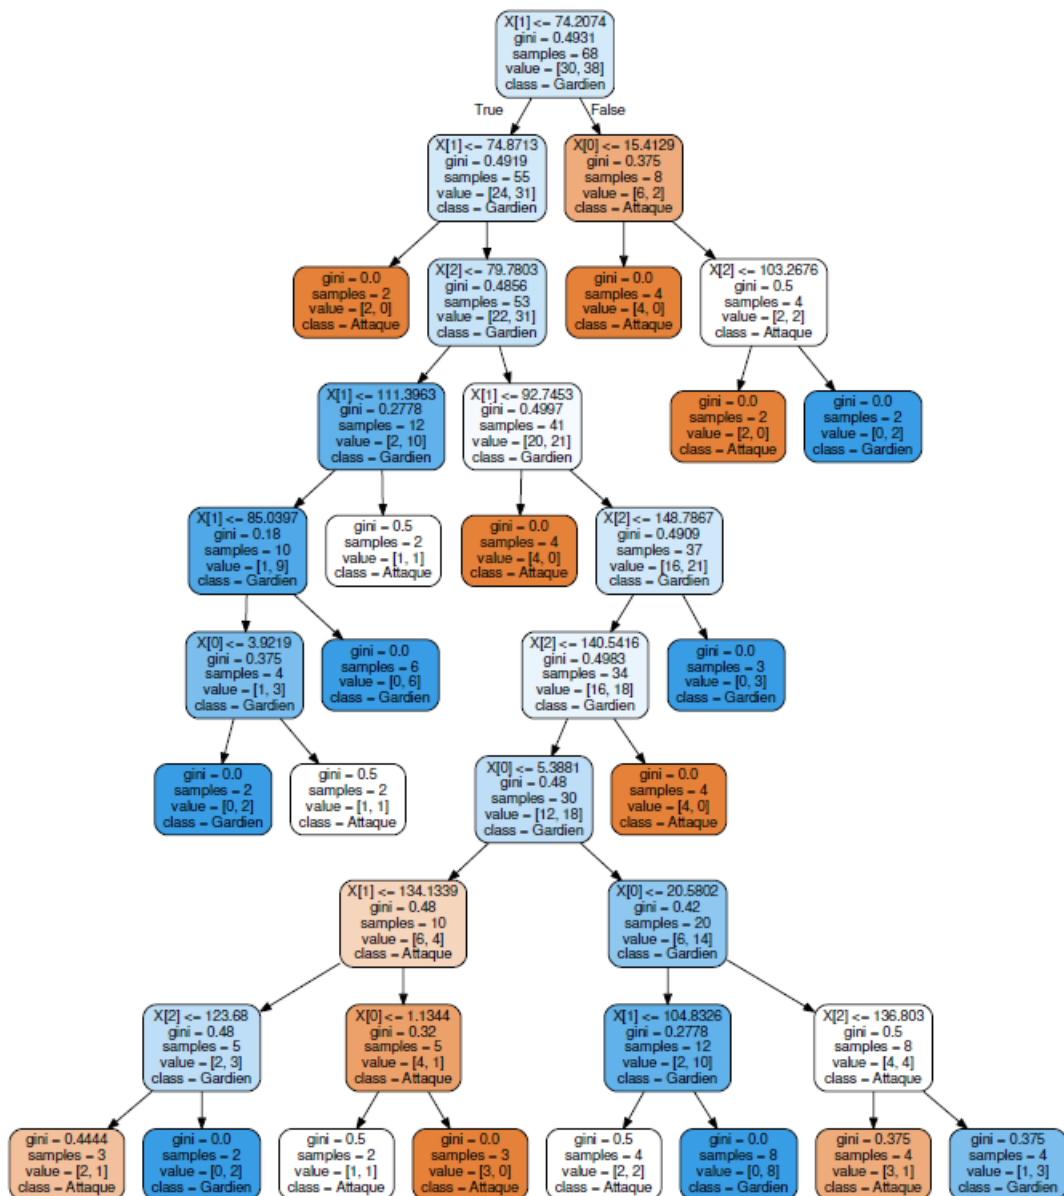 X[1] <= 74.2074
gini = 0.4931
samples = 68
value = [30, 38]
class = Gardien
True
False
X[1] <= 74.8713
gini = 0.4919
samples = 55
value = [24, 31]
class = Gardien
X[0] <= 15.4129
gini = 0.375
samples = 8
value = [6, 2]
class = Attaque
gini = 0.0
samples = 2
value = [2, 0]
class = Attaque
X[2] <= 79.7803
gini = 0.4856
samples = 53
value = [22, 31]
class = Gardien
gini = 0.0
samples = 4
value = [4, 0]
class = Attaque
X[2] <= 103.2676
gini = 0.5
samples = 4
value = [2, 2]
class = Attaque
X[1] <= 111.3963
gini = 0.2778
samples = 12
value = [2, 10]
class = Gardien
X[1] <= 92.7453
gini = 0.4997
samples = 41
value = [20, 21]
class = Gardien
gini = 0.0
samples = 2
value = [2, 0]
class = Attaque
gini = 0.0
samples = 2
value = [0, 2]
class = Gardien
X[1] <= 85.0397
gini = 0.18
samples = 10
value = [1, 9]
class = Gardien
gini = 0.5
samples = 2
value = [1, 1]
class = Attaque
gini = 0.0
samples = 4
value = [4, 0]
class = Attaque
X[2] <= 148.7867
gini = 0.4909
samples = 37
value = [16, 21]
class = Gardien
X[0] <= 3.9219
gini = 0.375
samples = 4
value = [1, 3]
class = Gardien
gini = 0.0
samples = 6
value = [0, 6]
class = Gardien
X[2] <= 140.5416
gini = 0.4983
samples = 34
value = [16, 18]
class = Gardien
gini = 0.0
samples = 3
value = [0, 3]
class = Gardien
gini = 0.0
samples = 2
value = [0, 2]
class = Gardien
gini = 0.5
samples = 2
value = [1, 1]
class = Attaque
X[0] <= 5.3881
gini = 0.48
samples = 30
value = [12, 18]
class = Gardien
gini = 0.0
samples = 4
value = [4, 0]
class = Attaque
X[1] <= 134.1339
gini = 0.48
samples = 10
value = [6, 4]
class = Attaque
X[0] <= 20.5802
gini = 0.42
samples = 20
value = [6, 14]
class = Gardien
X[2] <= 123.68
gini = 0.48
samples = 5
value = [2, 3]
class = Gardien
X[0] <= 1.1344
gini = 0.32
samples = 5
value = [4, 1]
class = Attaque
X[1] <= 104.8326
gini = 0.2778
samples = 12
value = [2, 10]
class = Gardien
X[2] <= 136.803
gini = 0.5
samples = 8
value = [4, 4]
class = Attaque
gini = 0.4444
samples = 3
value = [2, 1]
class = Attaque
gini = 0.0
samples = 2
value = [0, 2]
class = Gardien
gini = 0.5
samples = 2
value = [1, 1]
class = Attaque
gini = 0.0
samples = 3
value = [3, 0]
class = Attaque
gini = 0.5
samples = 4
value = [2, 2]
class = Attaque
gini = 0.0
samples = 8
value = [0, 8]
class = Gardien
gini = 0.375
samples = 4
value = [3, 1]
class = Attaque
gini = 0.375
samples = 4
value = [1, 3]
class = Gardien